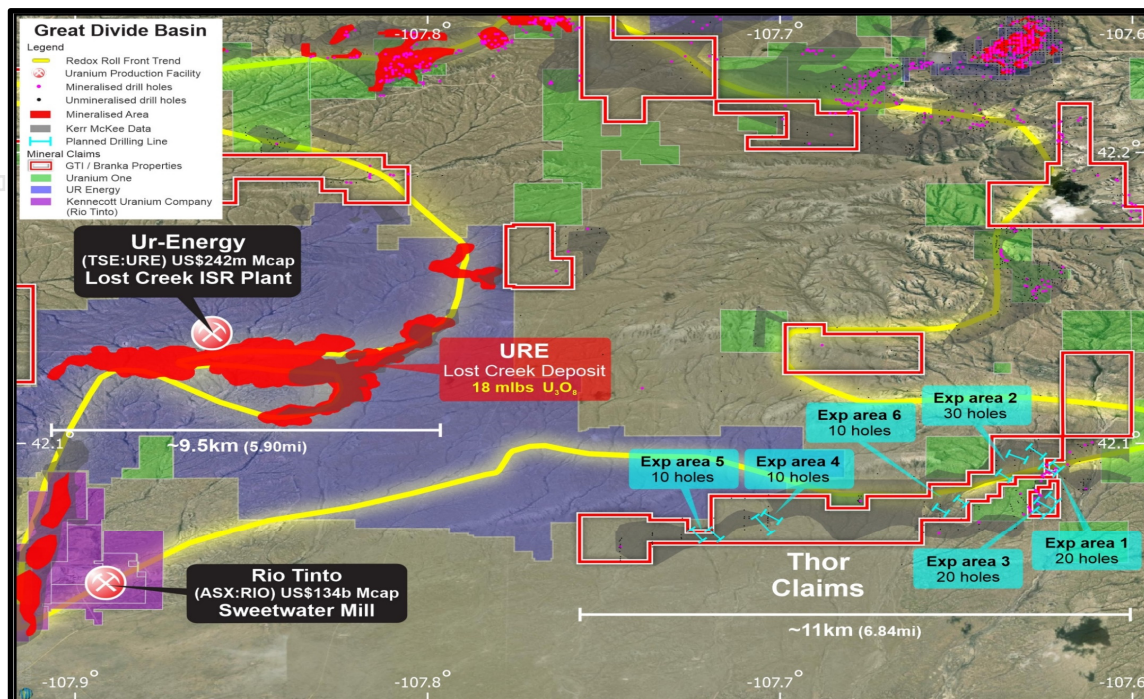 Great Divide Basin
Legend
Redox Roll Front Trend
Uranium Production Facility
Mineralised drill holes
Unmineralised drill holes
Mineralised Area
Kerr McKee Data
Planned Drilling Line
Mineral Claims
GTI / Branka Properties
Uranium One
UR Energy
Kennecott Uranium Company
(Rio Tinto)
-107.8°
-107.7°
-107.6
42.2°
Ur-Energy
(TSE:URE) US$242m Mcap
Lost Creek ISR Plant
URE
Lost Creek Deposit
18 mlbs U₃O₈
~9.5km (5.90mi)
42.1°
42.1°
Exp area 6
10 holes
Exp area 2
30 holes
Exp area 5
10 holes
Exp area 4
10 holes
Exp area 3
20 holes
Exp area 1
20 holes
Thor
Claims
~11km (6.84mi)
Rio Tinto
(ASX:RIO) US$134b Mcap
Sweetwater Mill
-107.9°
-107.8°
-107.7°
-107.6